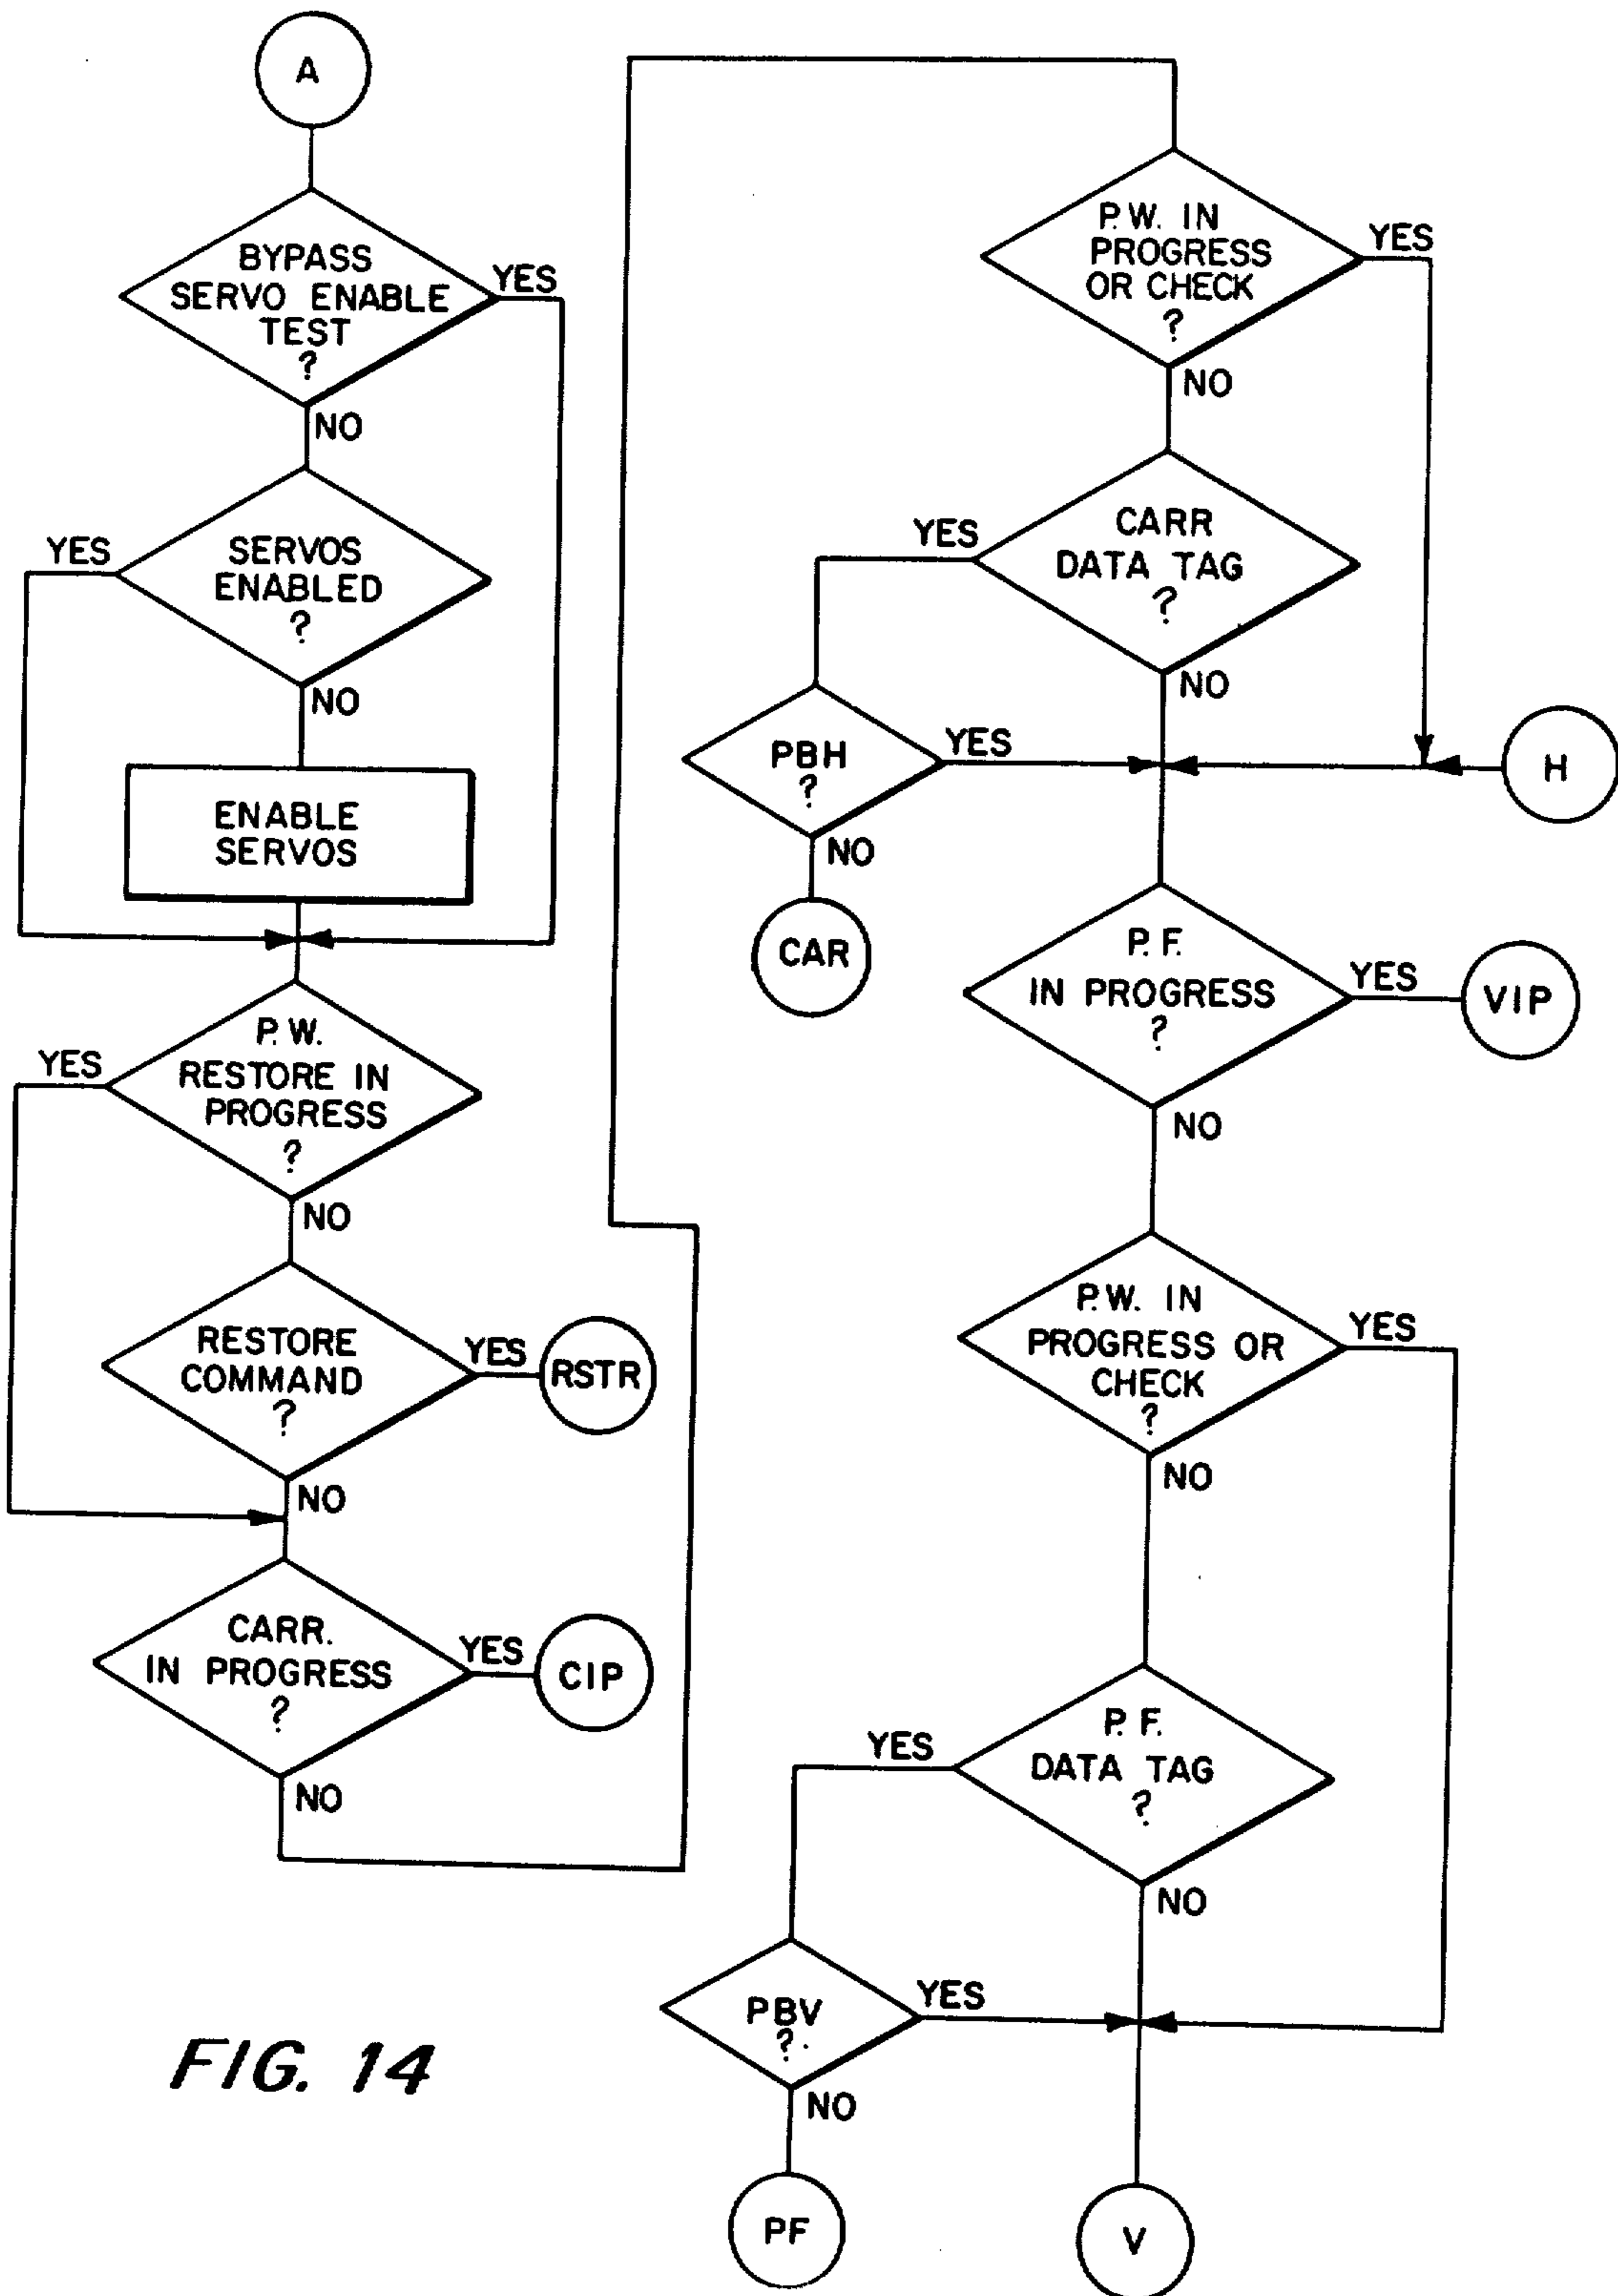 A
BYPASS
SERVO ENABLE
TEST
?
YES
NO
SERVOS
ENABLED
?
YES
NO
ENABLE
SERVOS
P.W.
RESTORE IN
PROGRESS
?
YES
NO
RESTORE
COMMAND
?
YES
RSTR
NO
CARR.
IN PROGRESS
?
YES
CIP
NO
P.W. IN
PROGRESS
OR CHECK
?
YES
NO
CARR
DATA TAG
?
YES
NO
PBH
?
YES
NO
CAR
H
P.F.
IN PROGRESS
?
YES
VIP
NO
P.W. IN
PROGRESS OR
CHECK
?
YES
NO
P.F.
DATA TAG
?
YES
NO
PBV
?
YES
NO
PF
V
FIG. 14